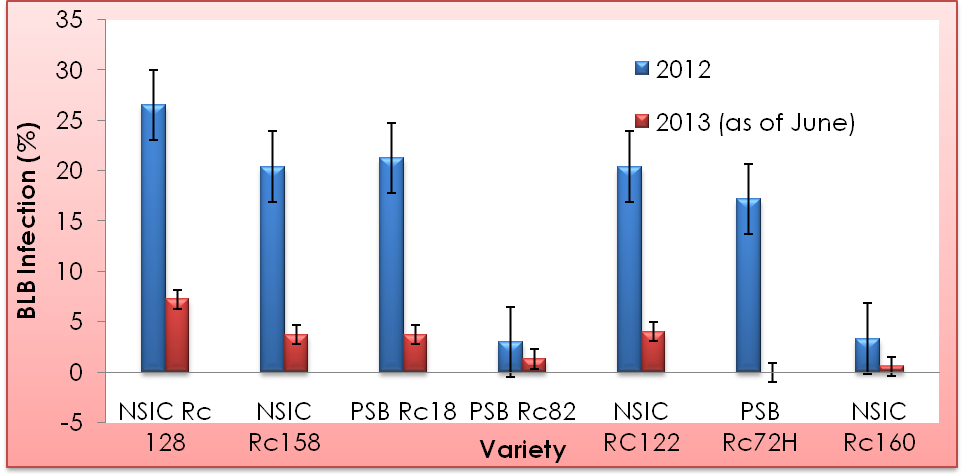 35
30
25
20
15
10
5
0
-5
BLB Infection (%)
2012
2013 (as of June)
NSIC Rc 128
NSIC Rc158
PSB Rc18
PSB Rc82
NSIC RC122
PSB Rc72H
NSIC Rc160
Variety